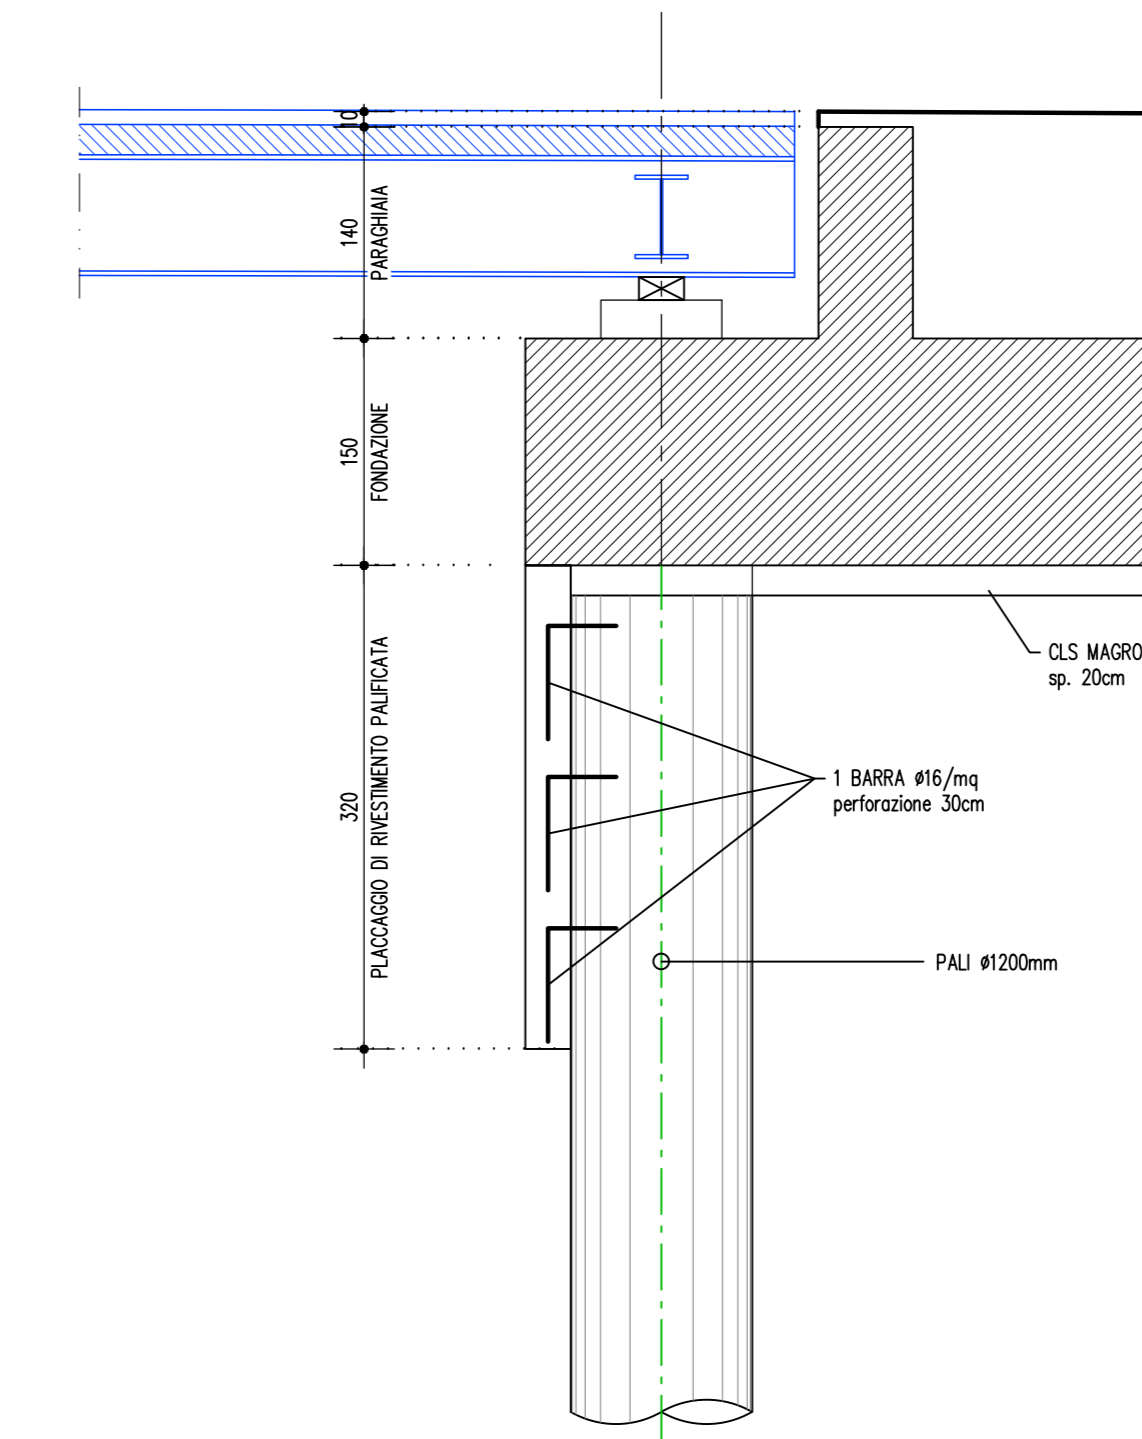 10
140
PARAGHIAIA
150
FONDAZIONE
320
PLACCAGGIO DI RIVESTIMENTO PALIFICATA
CLS MAGRO
sp. 20cm
1 BARRA ø16/mq
perforazione 30cm
PALI ø1200mm